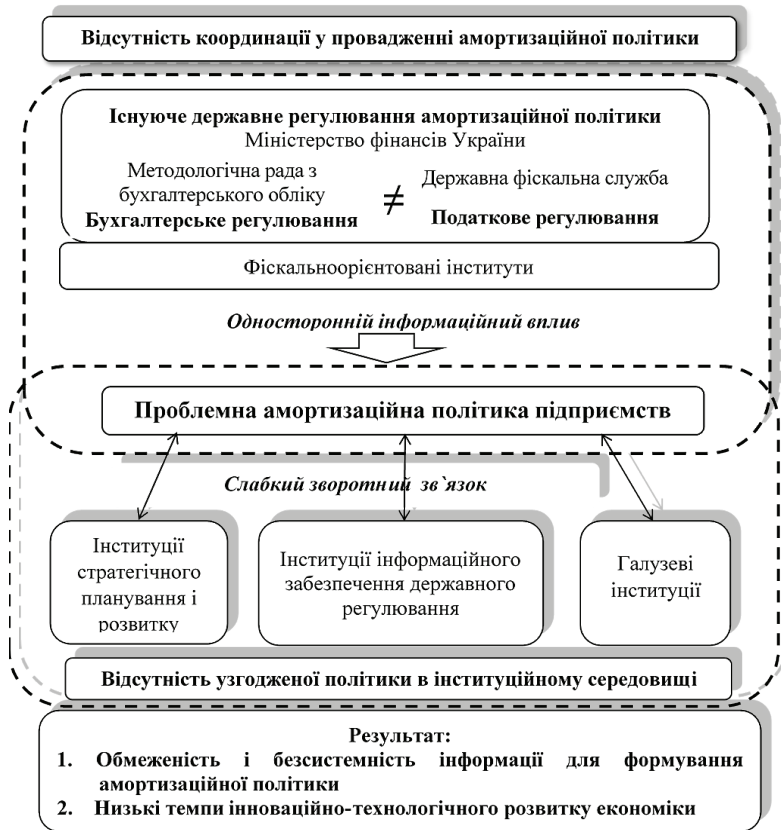 Відсутність координації у провадженні амортизаційної політики
Існуюче державне регулювання амортизаційної політики
Міністерство фінансів України
Методологічна рада з
бухгалтерського обліку
Бухгалтерське регулювання
≠
Державна фіскальна служба
Податкове регулювання
Фіскальноорієнтовані інститути
Односторонній інформаційний вплив
Проблемна амортизаційна політика підприємств
Слабкий зворотний зв`язок
Інституції
стратегічного
планування і
розвитку
Інституції інформаційного
забезпечення державного
регулювання
Галузеві
інституції
Відсутність узгодженої політики в інституційному середовищі
Результат:
1. Обмеженість і безсистемність інформації для формування
амортизаційної політики
2. Низькі темпи інноваційно-технологічного розвитку економіки